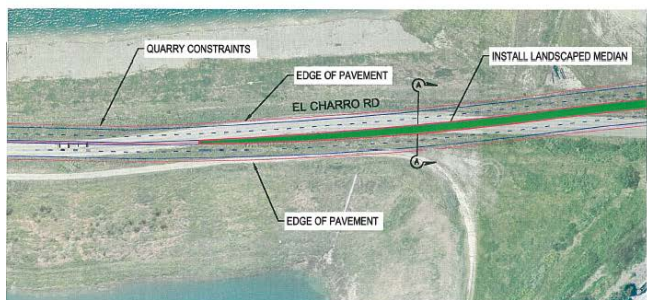 QUARRY CONSTRAINTS
EDGE OF PAVEMENT
INSTALL LANDSCAPED MEDIAN
EL CHARRO RD
A
A
EDGE OF PAVEMENT